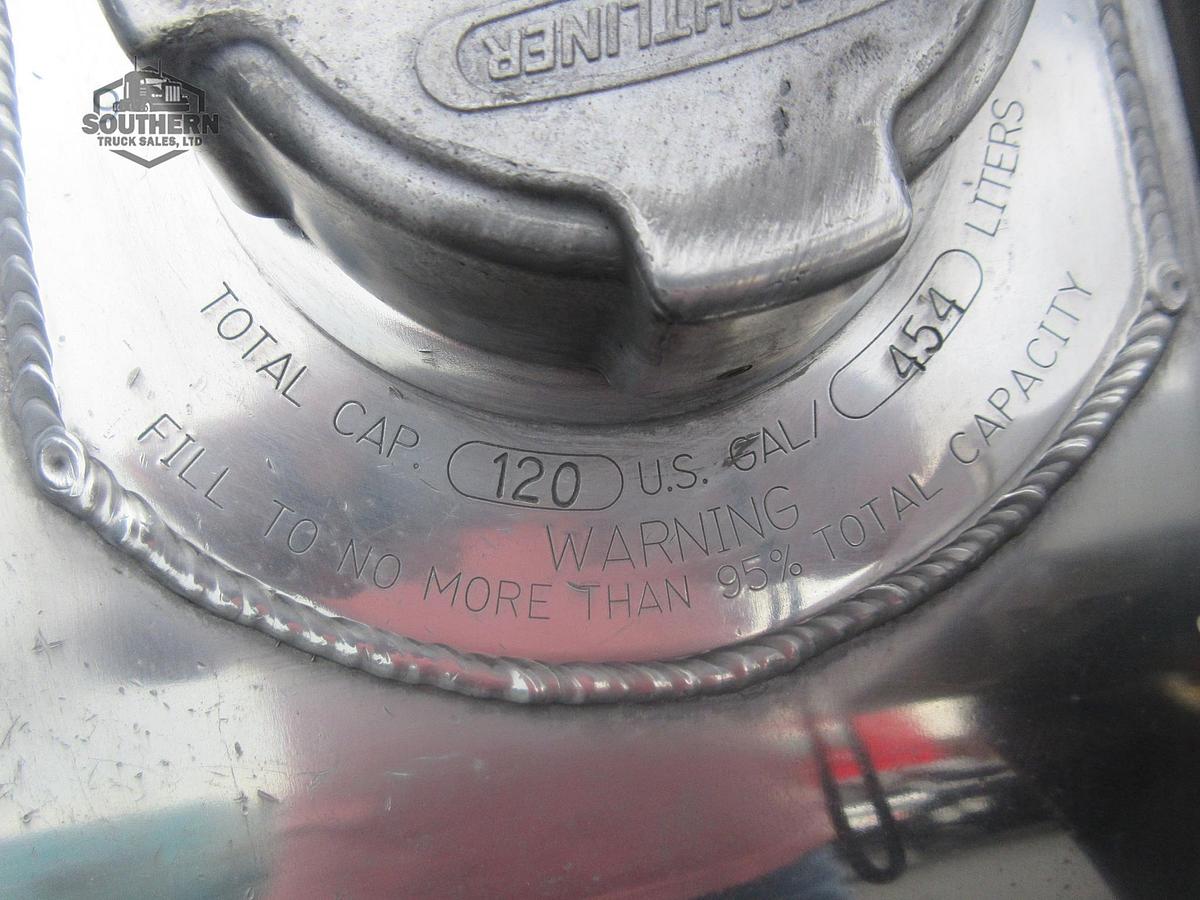 SOUTHERN
TRUCK SALES, LTD
TOTAL CAP. 120 U.S. GAL/ 454 LITERS
WARNING
FILL TO NO MORE THAN 95% TOTAL CAPACITY